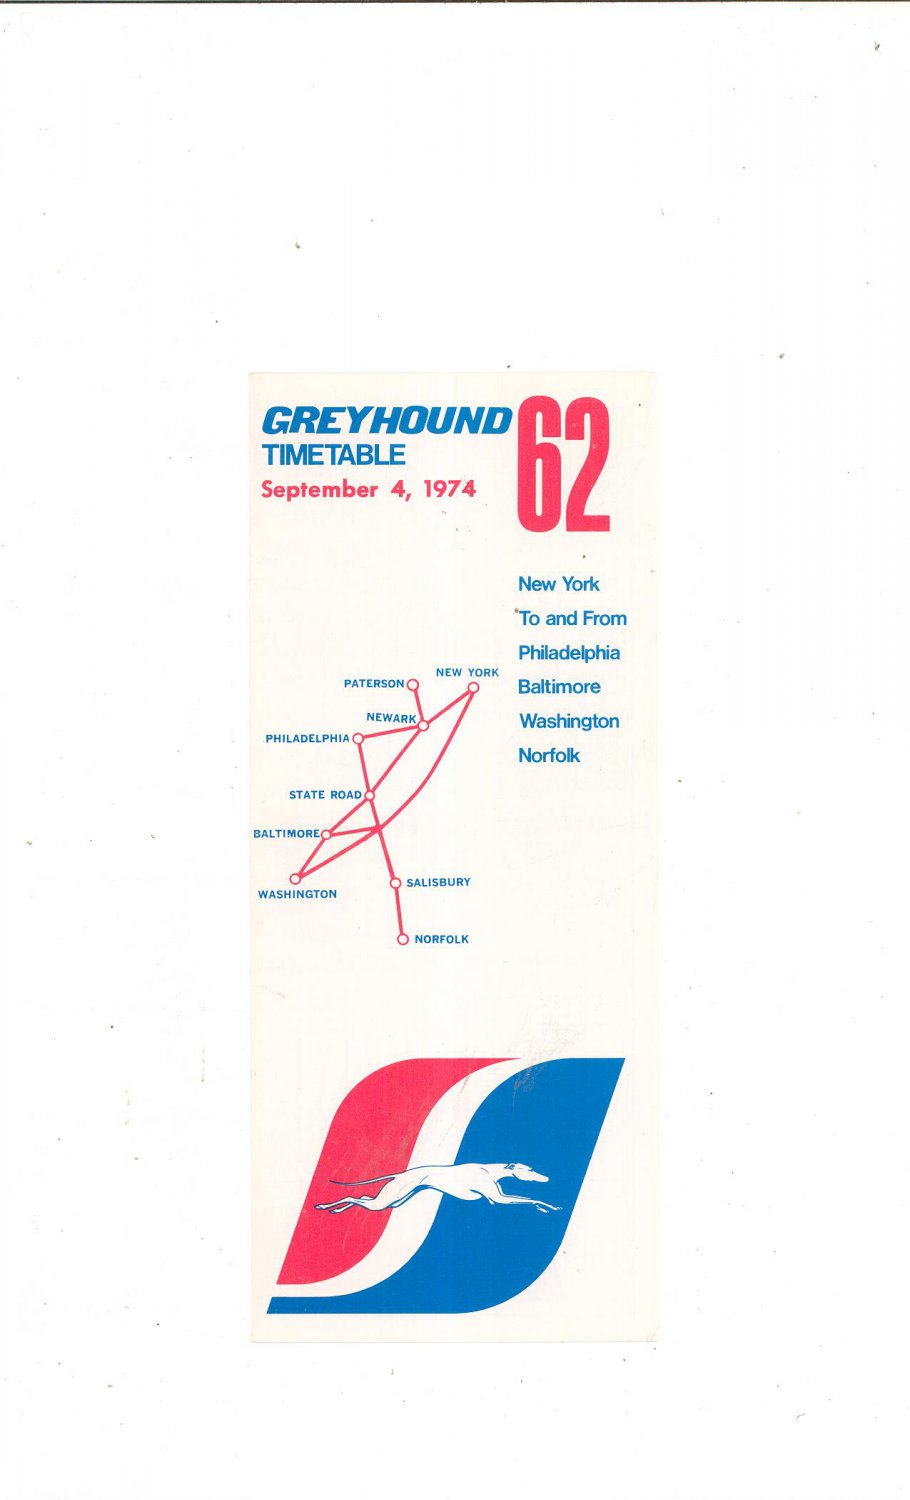 GREYHOUND
TIMETABLE
September 4, 1974
62
New York
To and From
Philadelphia
Baltimore
Washington
Norfolk
NEW YORK
PATERSON
NEWARK
PHILADELPHIA
STATE ROAD
BALTIMORE
SALISBURY
WASHINGTON
NORFOLK